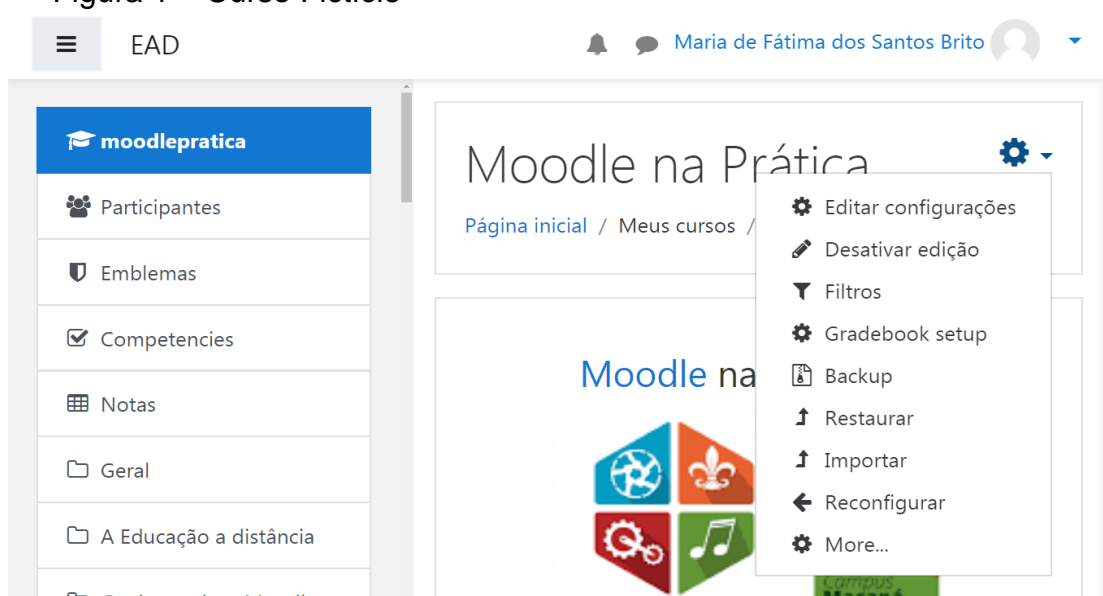 EAD
Maria de Fátima dos Santos Brito
moodlepratica
Participantes
Emblemas
Competencies
Notas
Geral
A Educação a distância
Moodle na Prática
Página inicial / Meus cursos /
Editar configurações
Desativar edição
Filtros
Gradebook setup
Backup
Restaurar
Importar
Reconfigurar
More...
Moodle na
Campus